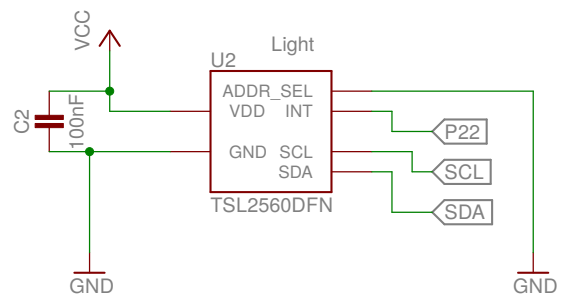 VCC
Light
U2
C2
100nF
ADDR_SEL
VDD INT
GND SCL
SDA
P22
SCL
SDA
TSL2560DFN
GND
GND